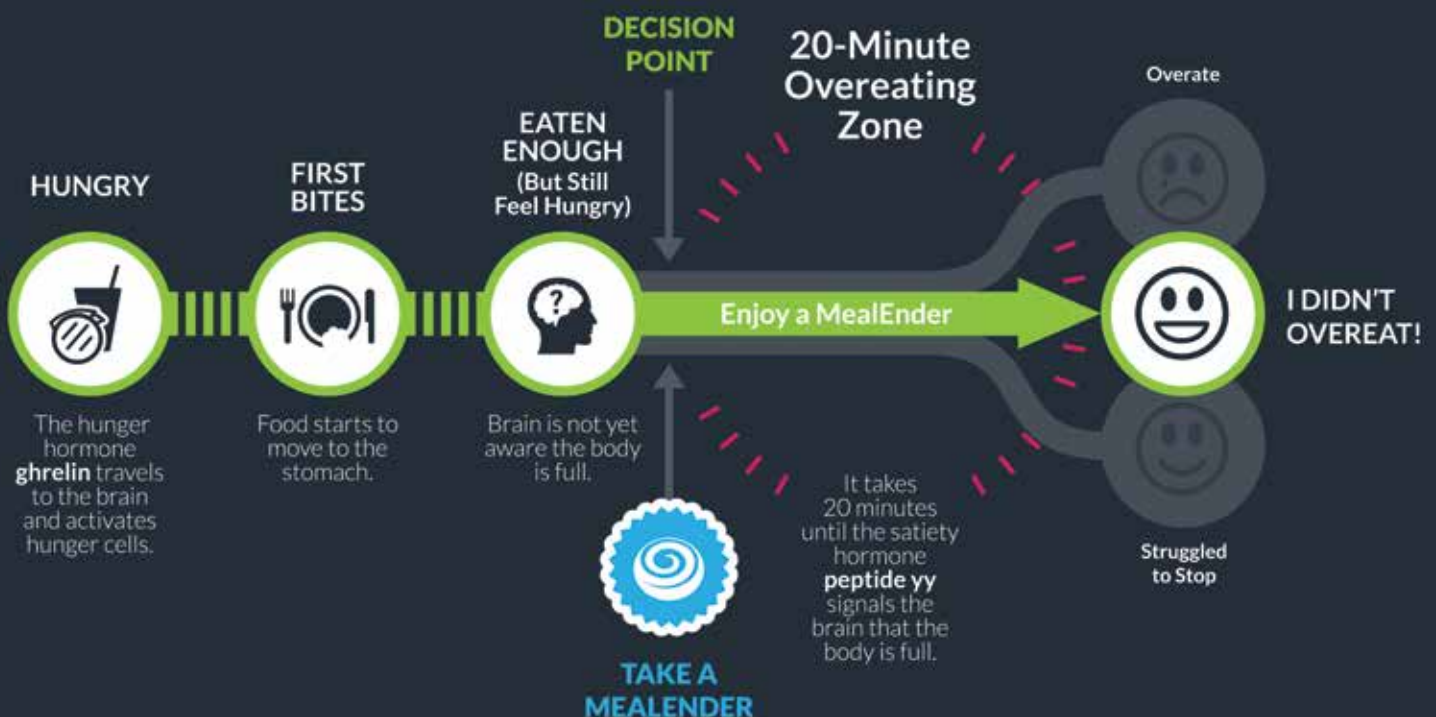 HUNGRY
The hunger
hormone
ghrelin travels
to the brain
and activates
hunger cells.
FIRST
BITES
Food starts to
move to the
stomach.
EATEN
ENOUGH
(But Still
Feel Hungry)
?
Brain is not yet
aware the body
is full.
DECISION
POINT
TAKE A
MEALENDER
20-Minute
Overeating
Zone
Enjoy a MealEnder
It takes
20 minutes
until the satiety
hormone
peptide yy
signals the
brain that the
body is full.
Overate
I DIDN'T
OVEREAT!
Struggled
to Stop